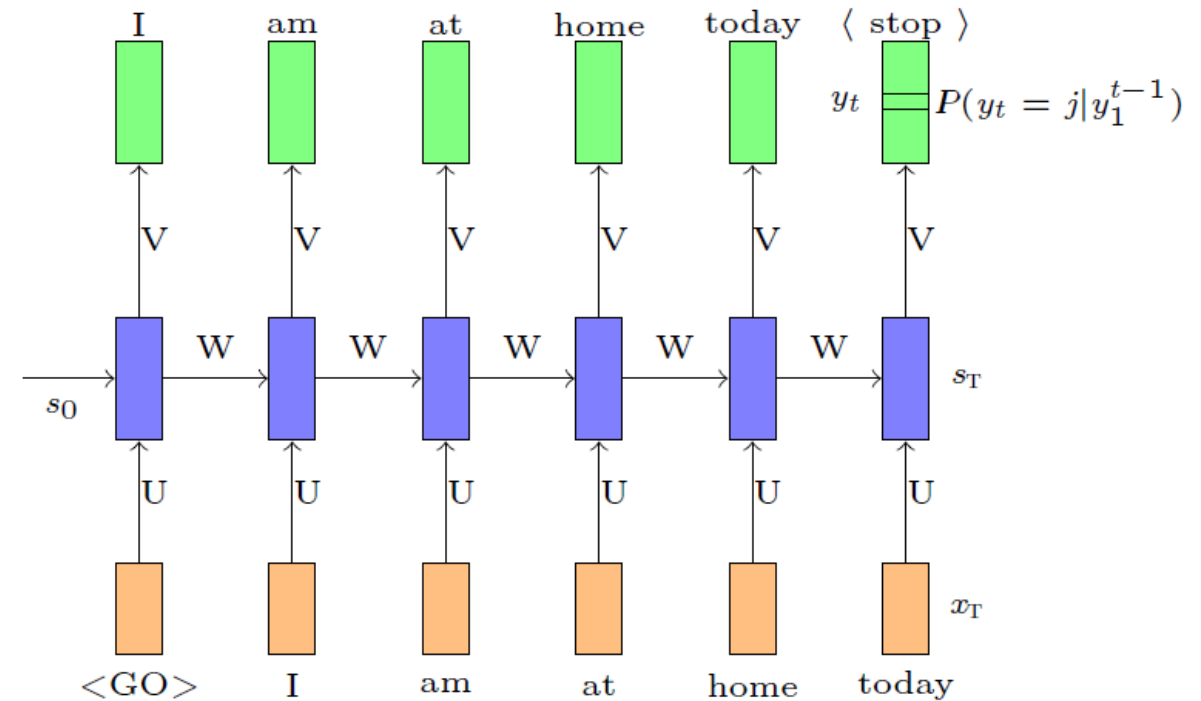 I am at home today ⟨ stop ⟩
y_t P(y_t = j|y_1^{t−1})
V V V V V V
W W W W W
s_0 s_T
U U U U U U
x_T
<GO> I am at home today